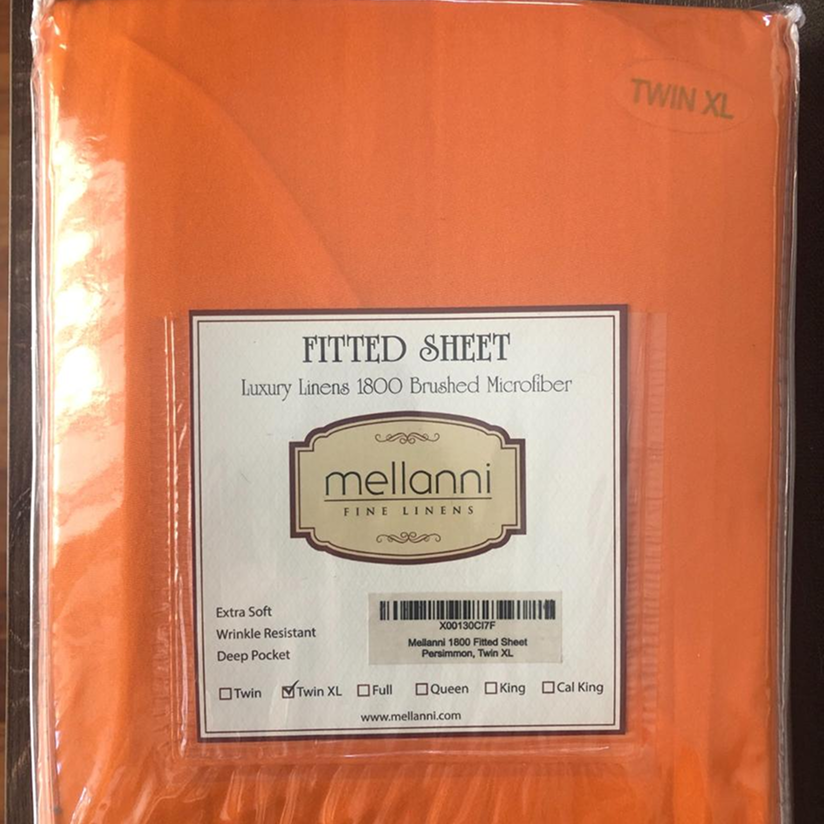 TWIN XL
FITTED SHEET
Luxury Linens 1800 Brushed Microfiber
mellanni
FINE LINENS
Extra Soft
Wrinkle Resistant
Deep Pocket
X00130CI7F
Mellanni 1800 Fitted Sheet
Persimmon, Twin XL
Twin Twin XL Full Queen King Cal King
www.mellanni.com